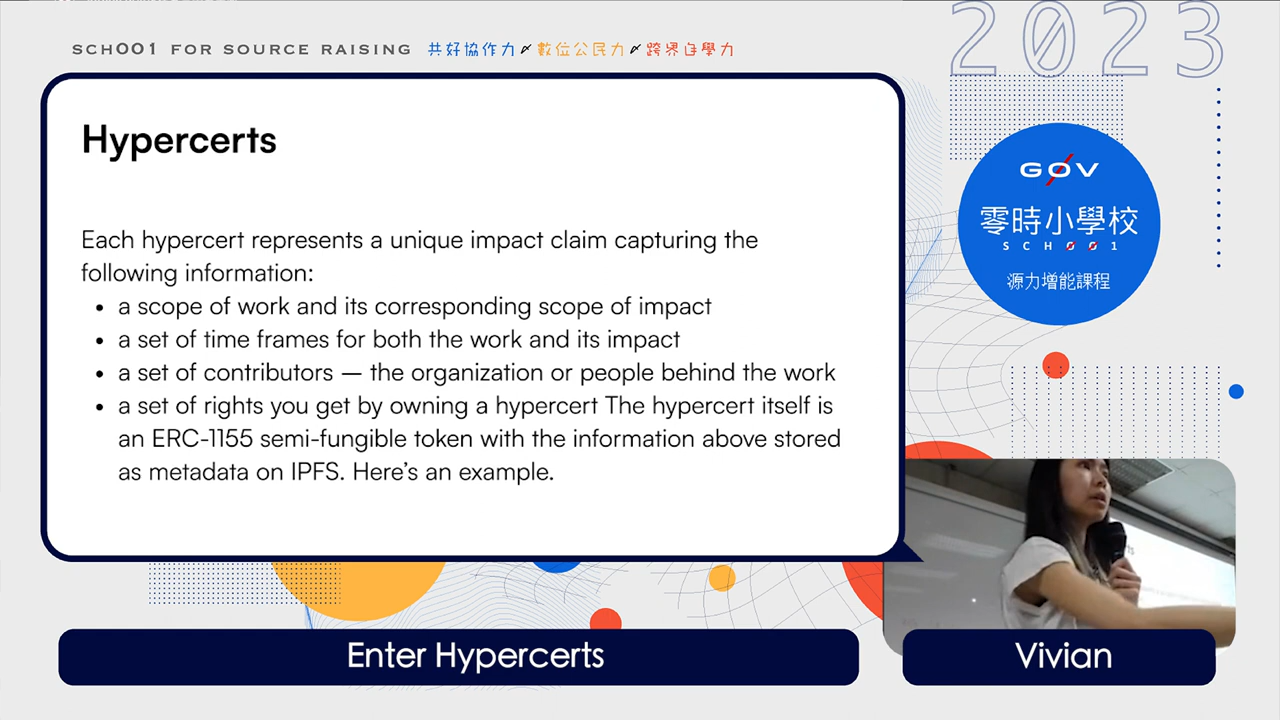 SCHOO1 FOR SOURCE RAISING 共好協作力 數位公民力 跨界自學力
2023
Hypercerts
Each hypercert represents a unique impact claim capturing the
following information:
• a scope of work and its corresponding scope of impact
• a set of time frames for both the work and its impact
• a set of contributors — the organization or people behind the work
• a set of rights you get by owning a hypercert The hypercert itself is
an ERC-1155 semi-fungible token with the information above stored
as metadata on IPFS. Here's an example.
G0V
零時小學校
SCH001
源力增能課程
Enter Hypercerts
Vivian